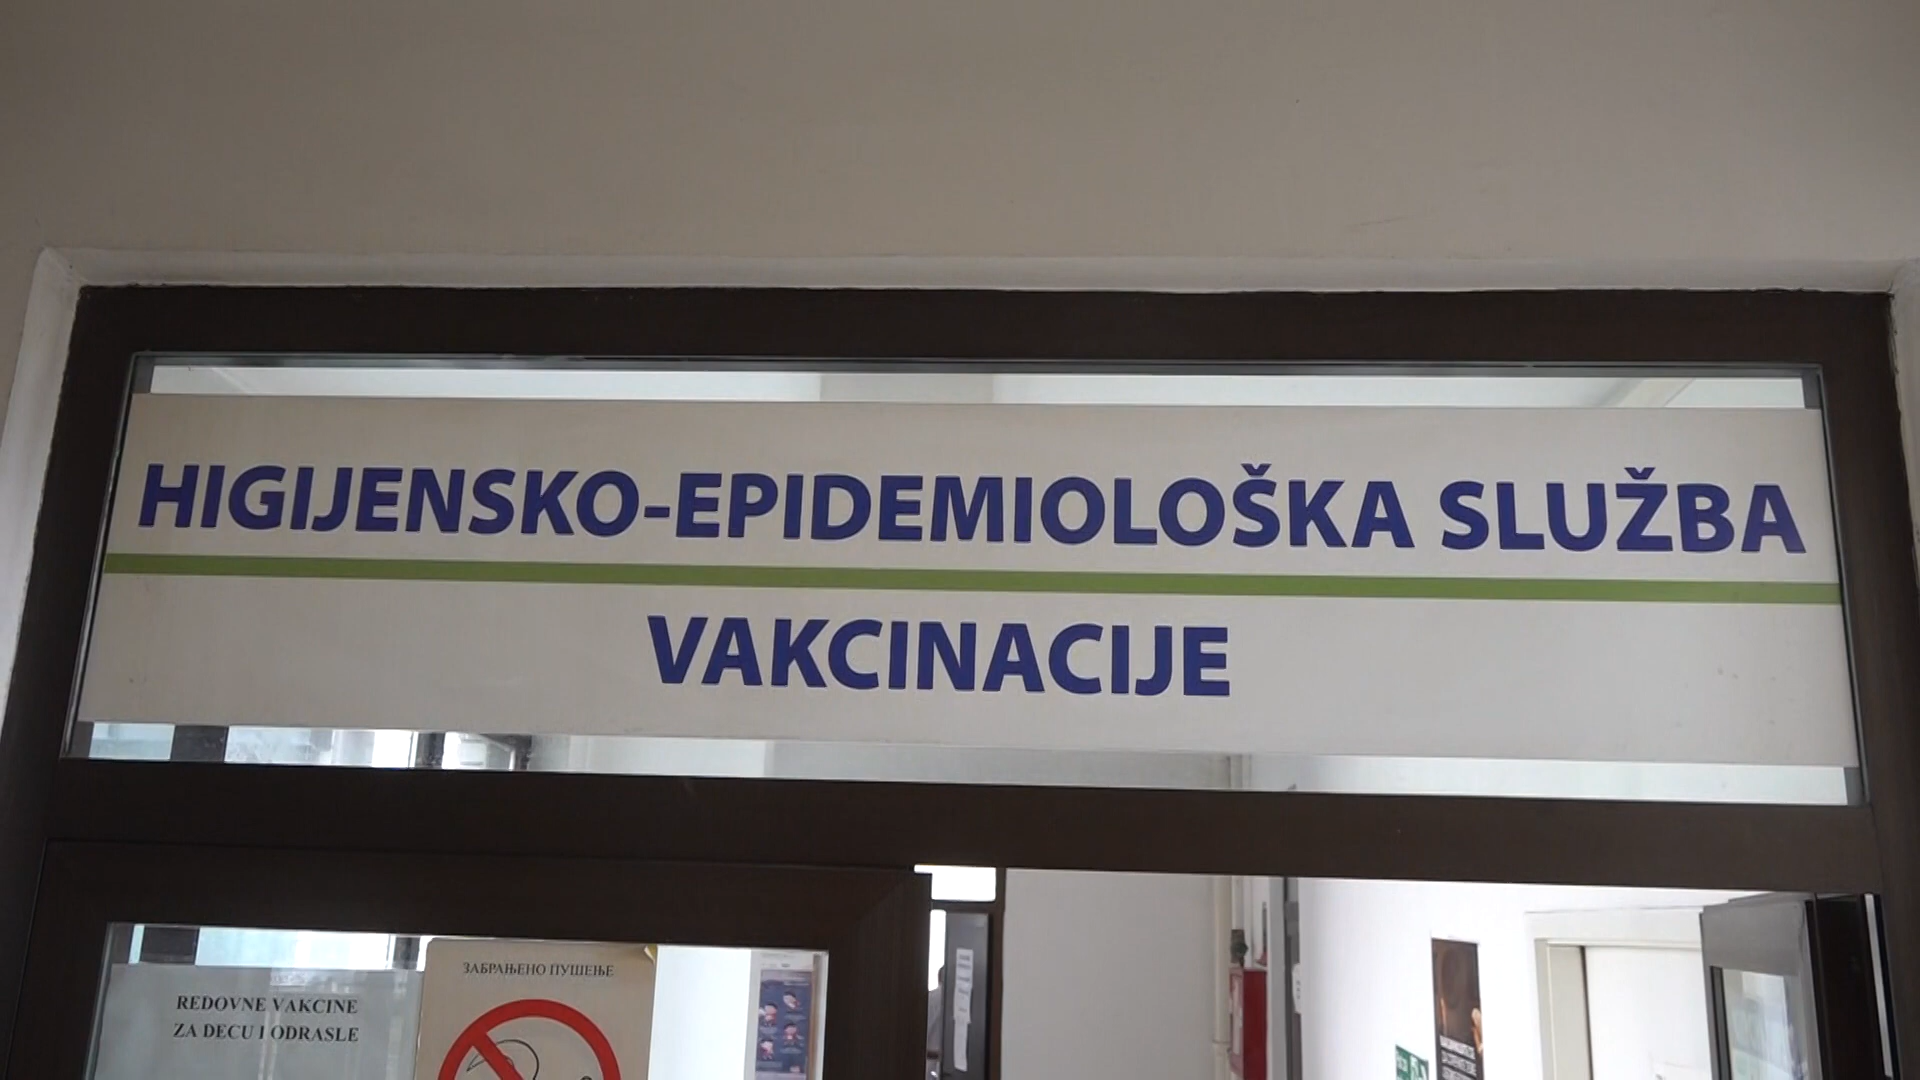 HIGIJENSKO-EPIDEMIOLOŠKA SLUŽBA
VAKCINACIJE
REDOVNE VAKCINE
ZA DECU I ODRASLE
ЗАБРАЊЕНО ПУШЕЊЕ